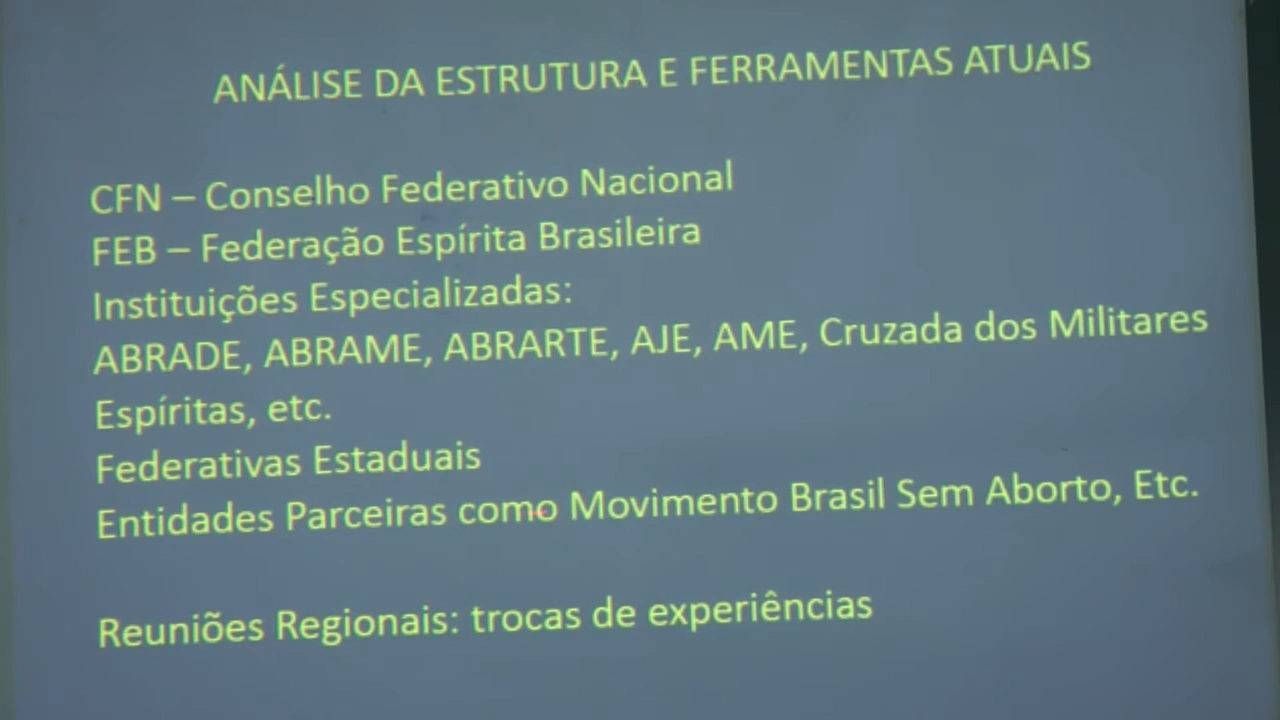 ANÁLISE DA ESTRUTURA E FERRAMENTAS ATUAIS
CFN – Conselho Federativo Nacional
FEB – Federação Espírita Brasileira
Instituições Especializadas:
ABRADE, ABRAME, ABRARTE, AJE, AME, Cruzada dos Militares
Espíritas, etc.
Federativas Estaduais
Entidades Parceiras como Movimento Brasil Sem Aborto, Etc.
Reuniões Regionais: trocas de experiências